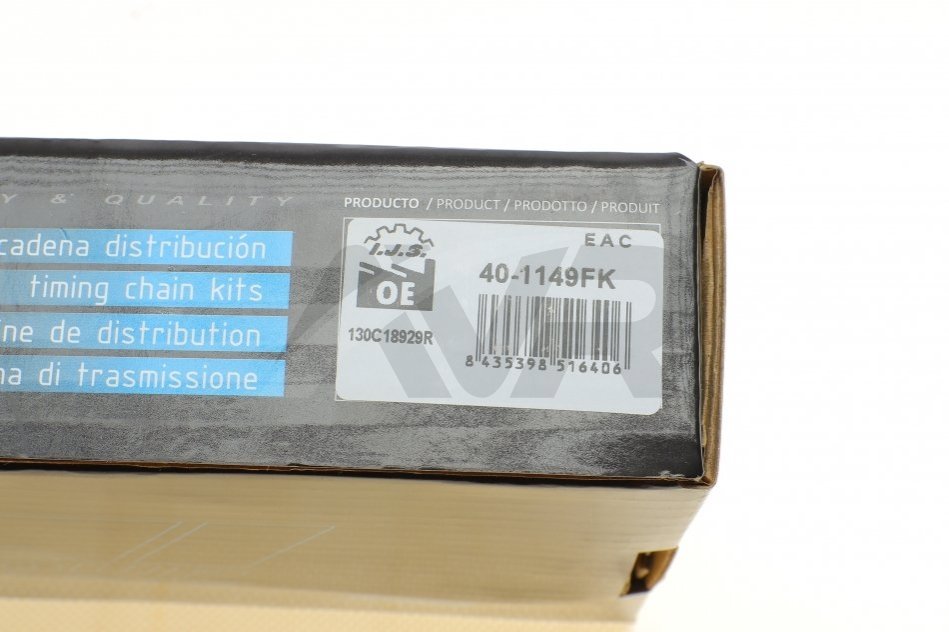 Y & QUALITY
PRODUCTO / PRODUCT / PRODOTTO / PRODUIT
cadena distribución
timing chain kits
ne de distribution
a di trasmissione
I.J.S.
OE
130C18929R
EAC
40-1149FK
8 435398 516406
AVR